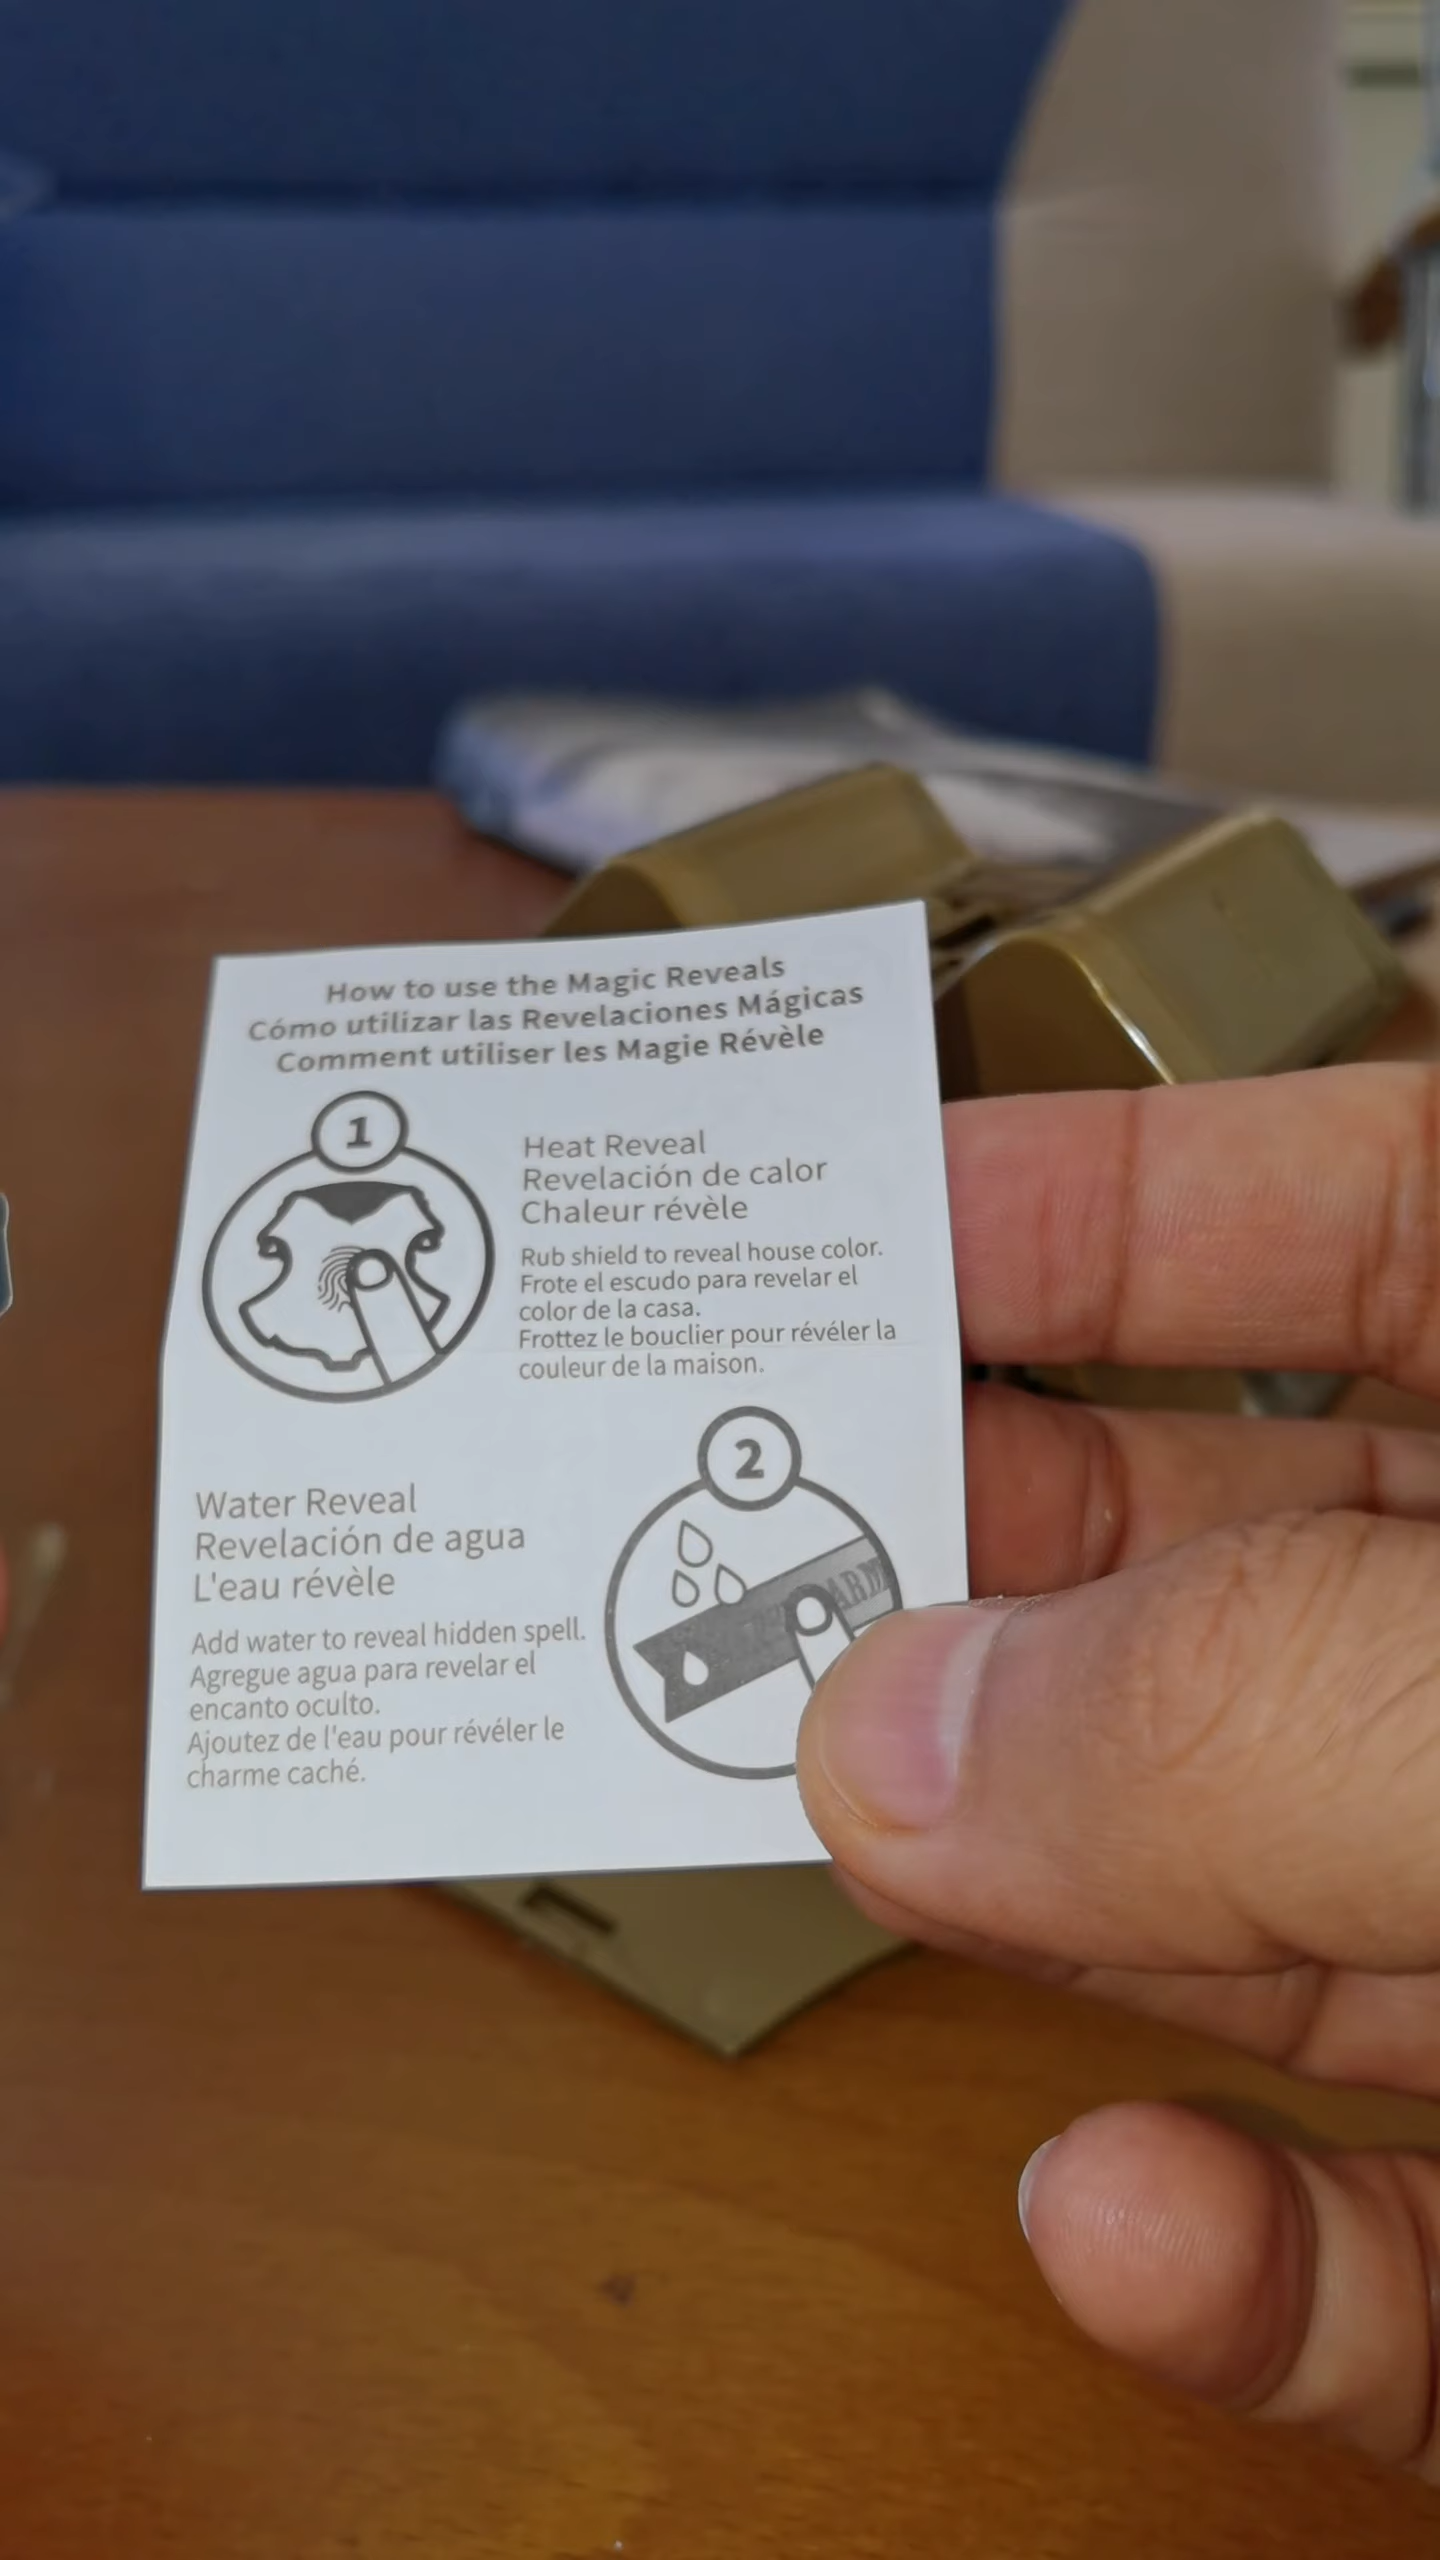 How to use the Magic Reveals
Cómo utilizar las Revelaciones Mágicas
Comment utiliser les Magie Révèle
1
Heat Reveal
Revelación de calor
Chaleur révèle
Rub shield to reveal house color.
Frote el escudo para revelar el
color de la casa.
Frottez le bouclier pour révéler la
couleur de la maison.
2
Water Reveal
Revelación de agua
L'eau révèle
Add water to reveal hidden spell.
Agregue agua para revelar el
encanto oculto.
Ajoutez de l'eau pour révéler le
charme caché.